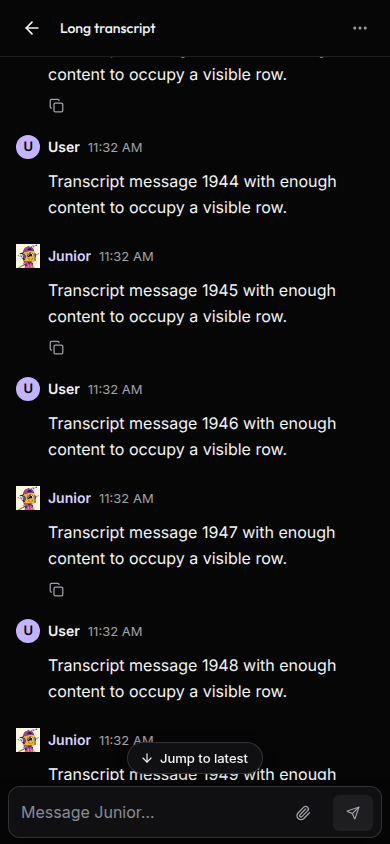 Long transcript
content to occupy a visible row.
U User 11:32 AM
Transcript message 1944 with enough
content to occupy a visible row.
Junior 11:32 AM
Transcript message 1945 with enough
content to occupy a visible row.
U User 11:32 AM
Transcript message 1946 with enough
content to occupy a visible row.
Junior 11:32 AM
Transcript message 1947 with enough
content to occupy a visible row.
U User 11:32 AM
Transcript message 1948 with enough
content to occupy a visible row.
Junior 11:32 AM
Jump to latest
Transcript message 1949 with enough
Message Junior...